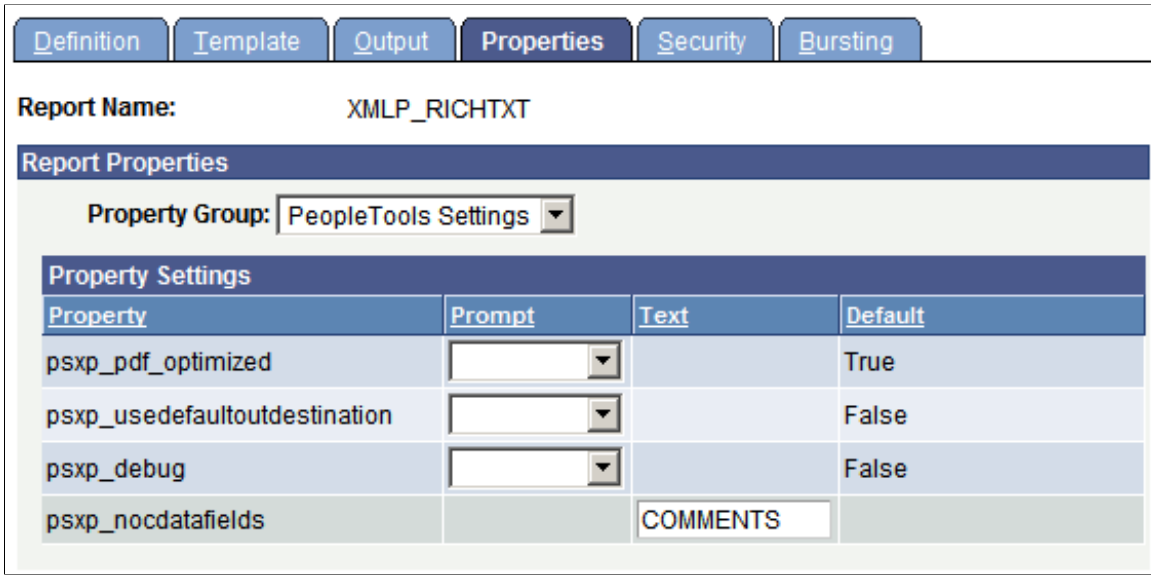 Definition Template Output Properties Security Bursting
Report Name: XMLP_RICHTXT
Report Properties
Property Group: PeopleTools Settings
Property Settings
Property Prompt Text Default
psxp_pdf_optimized True
psxp_usedefaultoutdestination False
psxp_debug False
psxp_nocdatafields COMMENTS